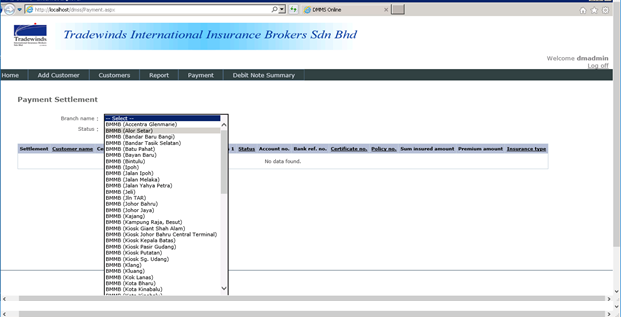 http://localhost/dmss/Payment.aspx
DMMS Online
Tradewinds
Tradewinds International Insurance Brokers Sdn Bhd
Welcome dmadmin
Log off
Home Add Customer Customers Report Payment Debit Note Summary
Payment Settlement
Branch name :
Status :
-- Select --
BMMB (Accentra Glenmarie)
BMMB (Alor Setar)
BMMB (Bandar Baru Bangi)
BMMB (Bandar Tasik Selatan)
BMMB (Batu Pahat)
BMMB (Bayan Baru)
BMMB (Bintulu)
BMMB (Ipoh)
BMMB (Jalan Ipoh)
BMMB (Jalan Melaka)
BMMB (Jalan Yahya Petra)
BMMB (Jeli)
BMMB (Jln TAR)
BMMB (Johor Bahru)
BMMB (Johor Jaya)
BMMB (Kajang)
BMMB (Kampung Raja, Besut)
BMMB (Kiosk Giant Shah Alam)
BMMB (Kiosk Johor Bahru Central Terminal)
BMMB (Kiosk Kepala Batas)
BMMB (Kiosk Pasir Gudang)
BMMB (Kiosk Putatan)
BMMB (Kiosk Sg. Udang)
BMMB (Klang)
BMMB (Kluang)
BMMB (Kok Lanas)
BMMB (Kota Bharu)
BMMB (Kota Kinabalu)
Settlement Customer name Status Account no. Bank ref. no. Certificate no. Policy no. Sum insured amount Premium amount Insurance type
No data found.